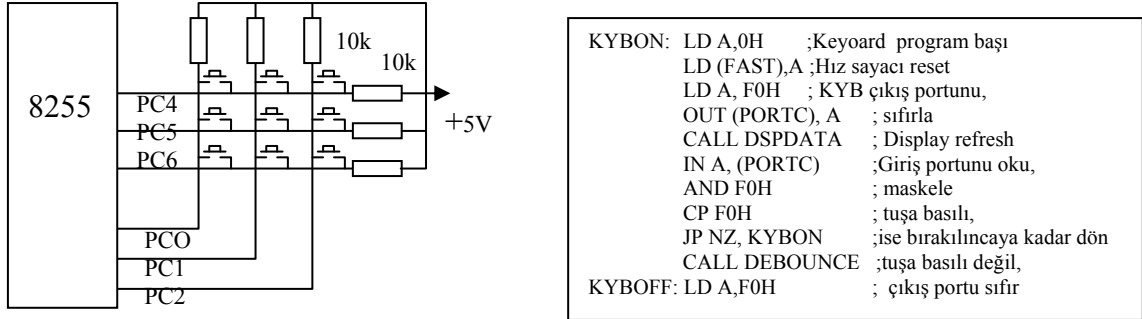 10k
10k
8255
PC4
+5V
PC5
PC6
PCO
PC1
PC2
KYBON: LD A,0H ;Keyoard program başı
LD (FAST),A ;Hız sayacı reset
LD A, F0H ; KYB çıkış portunu,
OUT (PORTC), A ; sıfırla
CALL DSPDATA ; Display refresh
IN A, (PORTC) ;Giriş portunu oku,
AND F0H ; maskele
CP F0H ; tuşa basılı,
JP NZ, KYBON ;ise bırakılıncaya kadar dön
CALL DEBOUNCE ;tuşa basılı değil,
KYBOFF: LD A,F0H ; çıkış portu sıfır